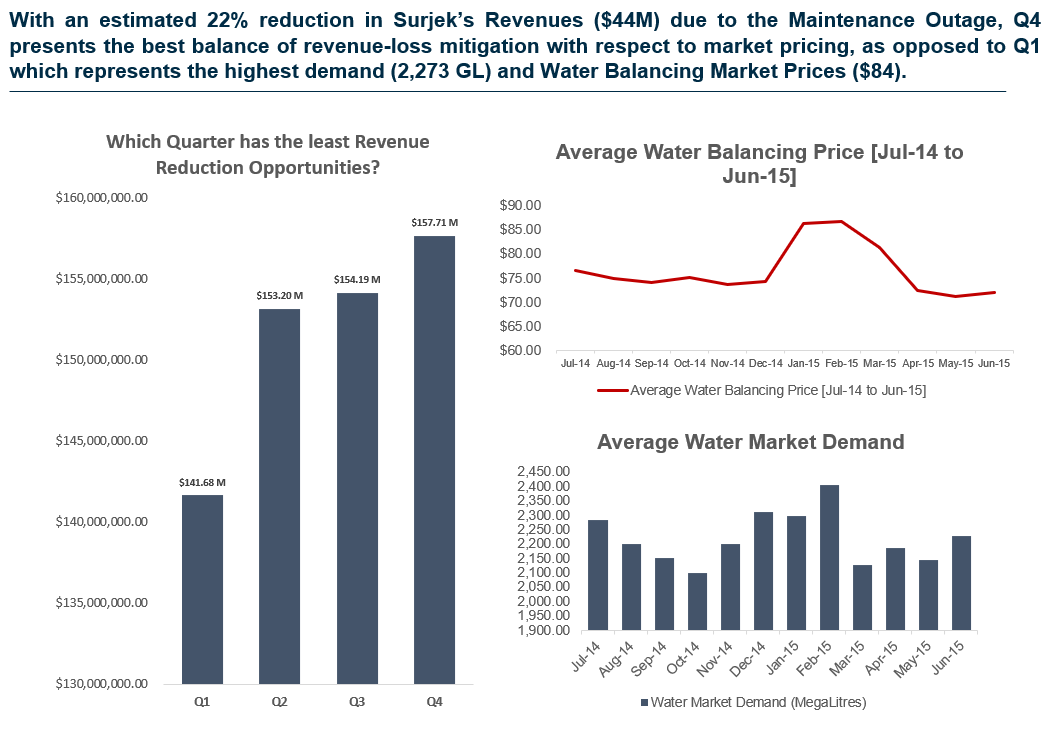 With an estimated 22% reduction in Surjek’s Revenues ($44M) due to the Maintenance Outage, Q4
presents the best balance of revenue-loss mitigation with respect to market pricing, as opposed to Q1
which represents the highest demand (2,273 GL) and Water Balancing Market Prices ($84).
Which Quarter has the least Revenue
Reduction Opportunities?
$160,000,000.00
$155,000,000.00
$150,000,000.00
$145,000,000.00
$140,000,000.00
$135,000,000.00
$130,000,000.00
$141.68 M
$153.20 M
$154.19 M
$157.71 M
Q1 Q2 Q3 Q4
Average Water Balancing Price [Jul-14 to
Jun-15]
$90.00
$85.00
$80.00
$75.00
$70.00
$65.00
$60.00
Jul-14 Aug-14 Sep-14 Oct-14 Nov-14 Dec-14 Jan-15 Feb-15 Mar-15 Apr-15 May-15 Jun-15
Average Water Balancing Price [Jul-14 to Jun-15]
Average Water Market Demand
2,450.00
2,400.00
2,350.00
2,300.00
2,250.00
2,200.00
2,150.00
2,100.00
2,050.00
2,000.00
1,950.00
1,900.00
Jul-14 Aug-14 Sep-14 Oct-14 Nov-14 Dec-14 Jan-15 Feb-15 Mar-15 Apr-15 May-15 Jun-15
Water Market Demand (MegaLitres)